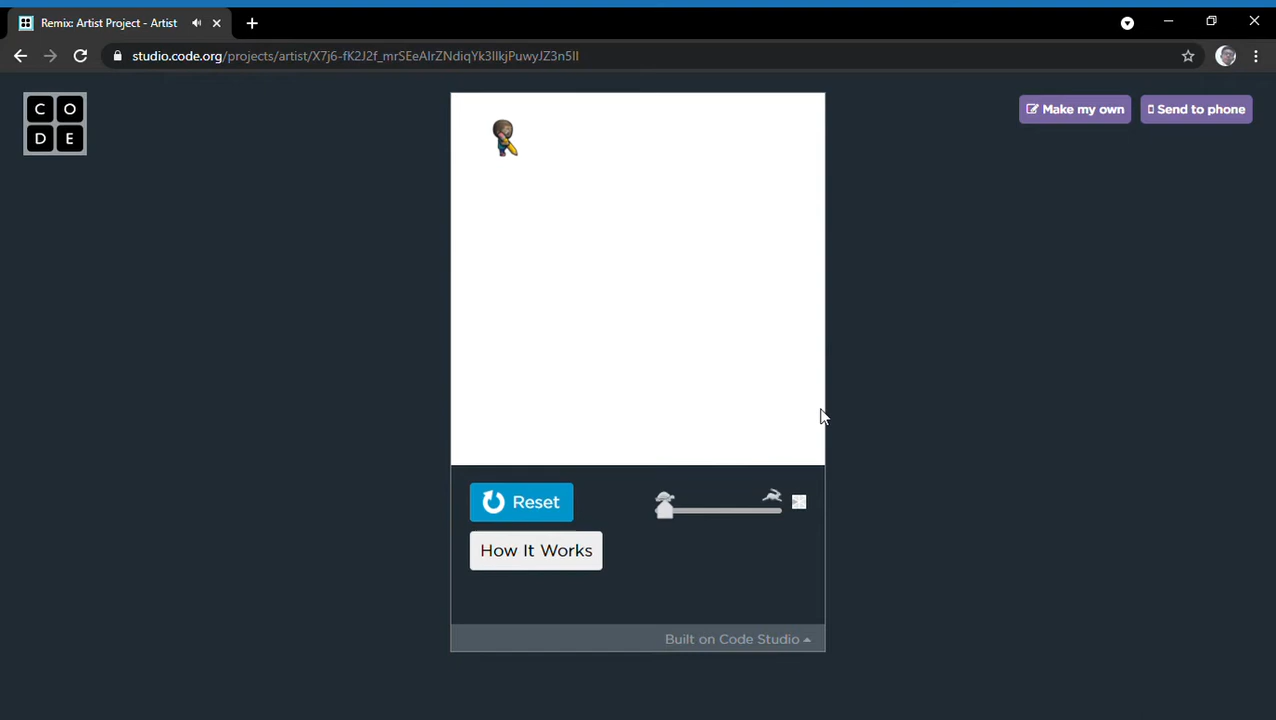 Remix: Artist Project - Artist
studio.code.org/projects/artist/X7j6-fK2J2f_mrSEeAIrZNdiqYk3lIkjPuwyJZ3n5II
C O
D E
Make my own
Send to phone
Reset
How It Works
Built on Code Studio